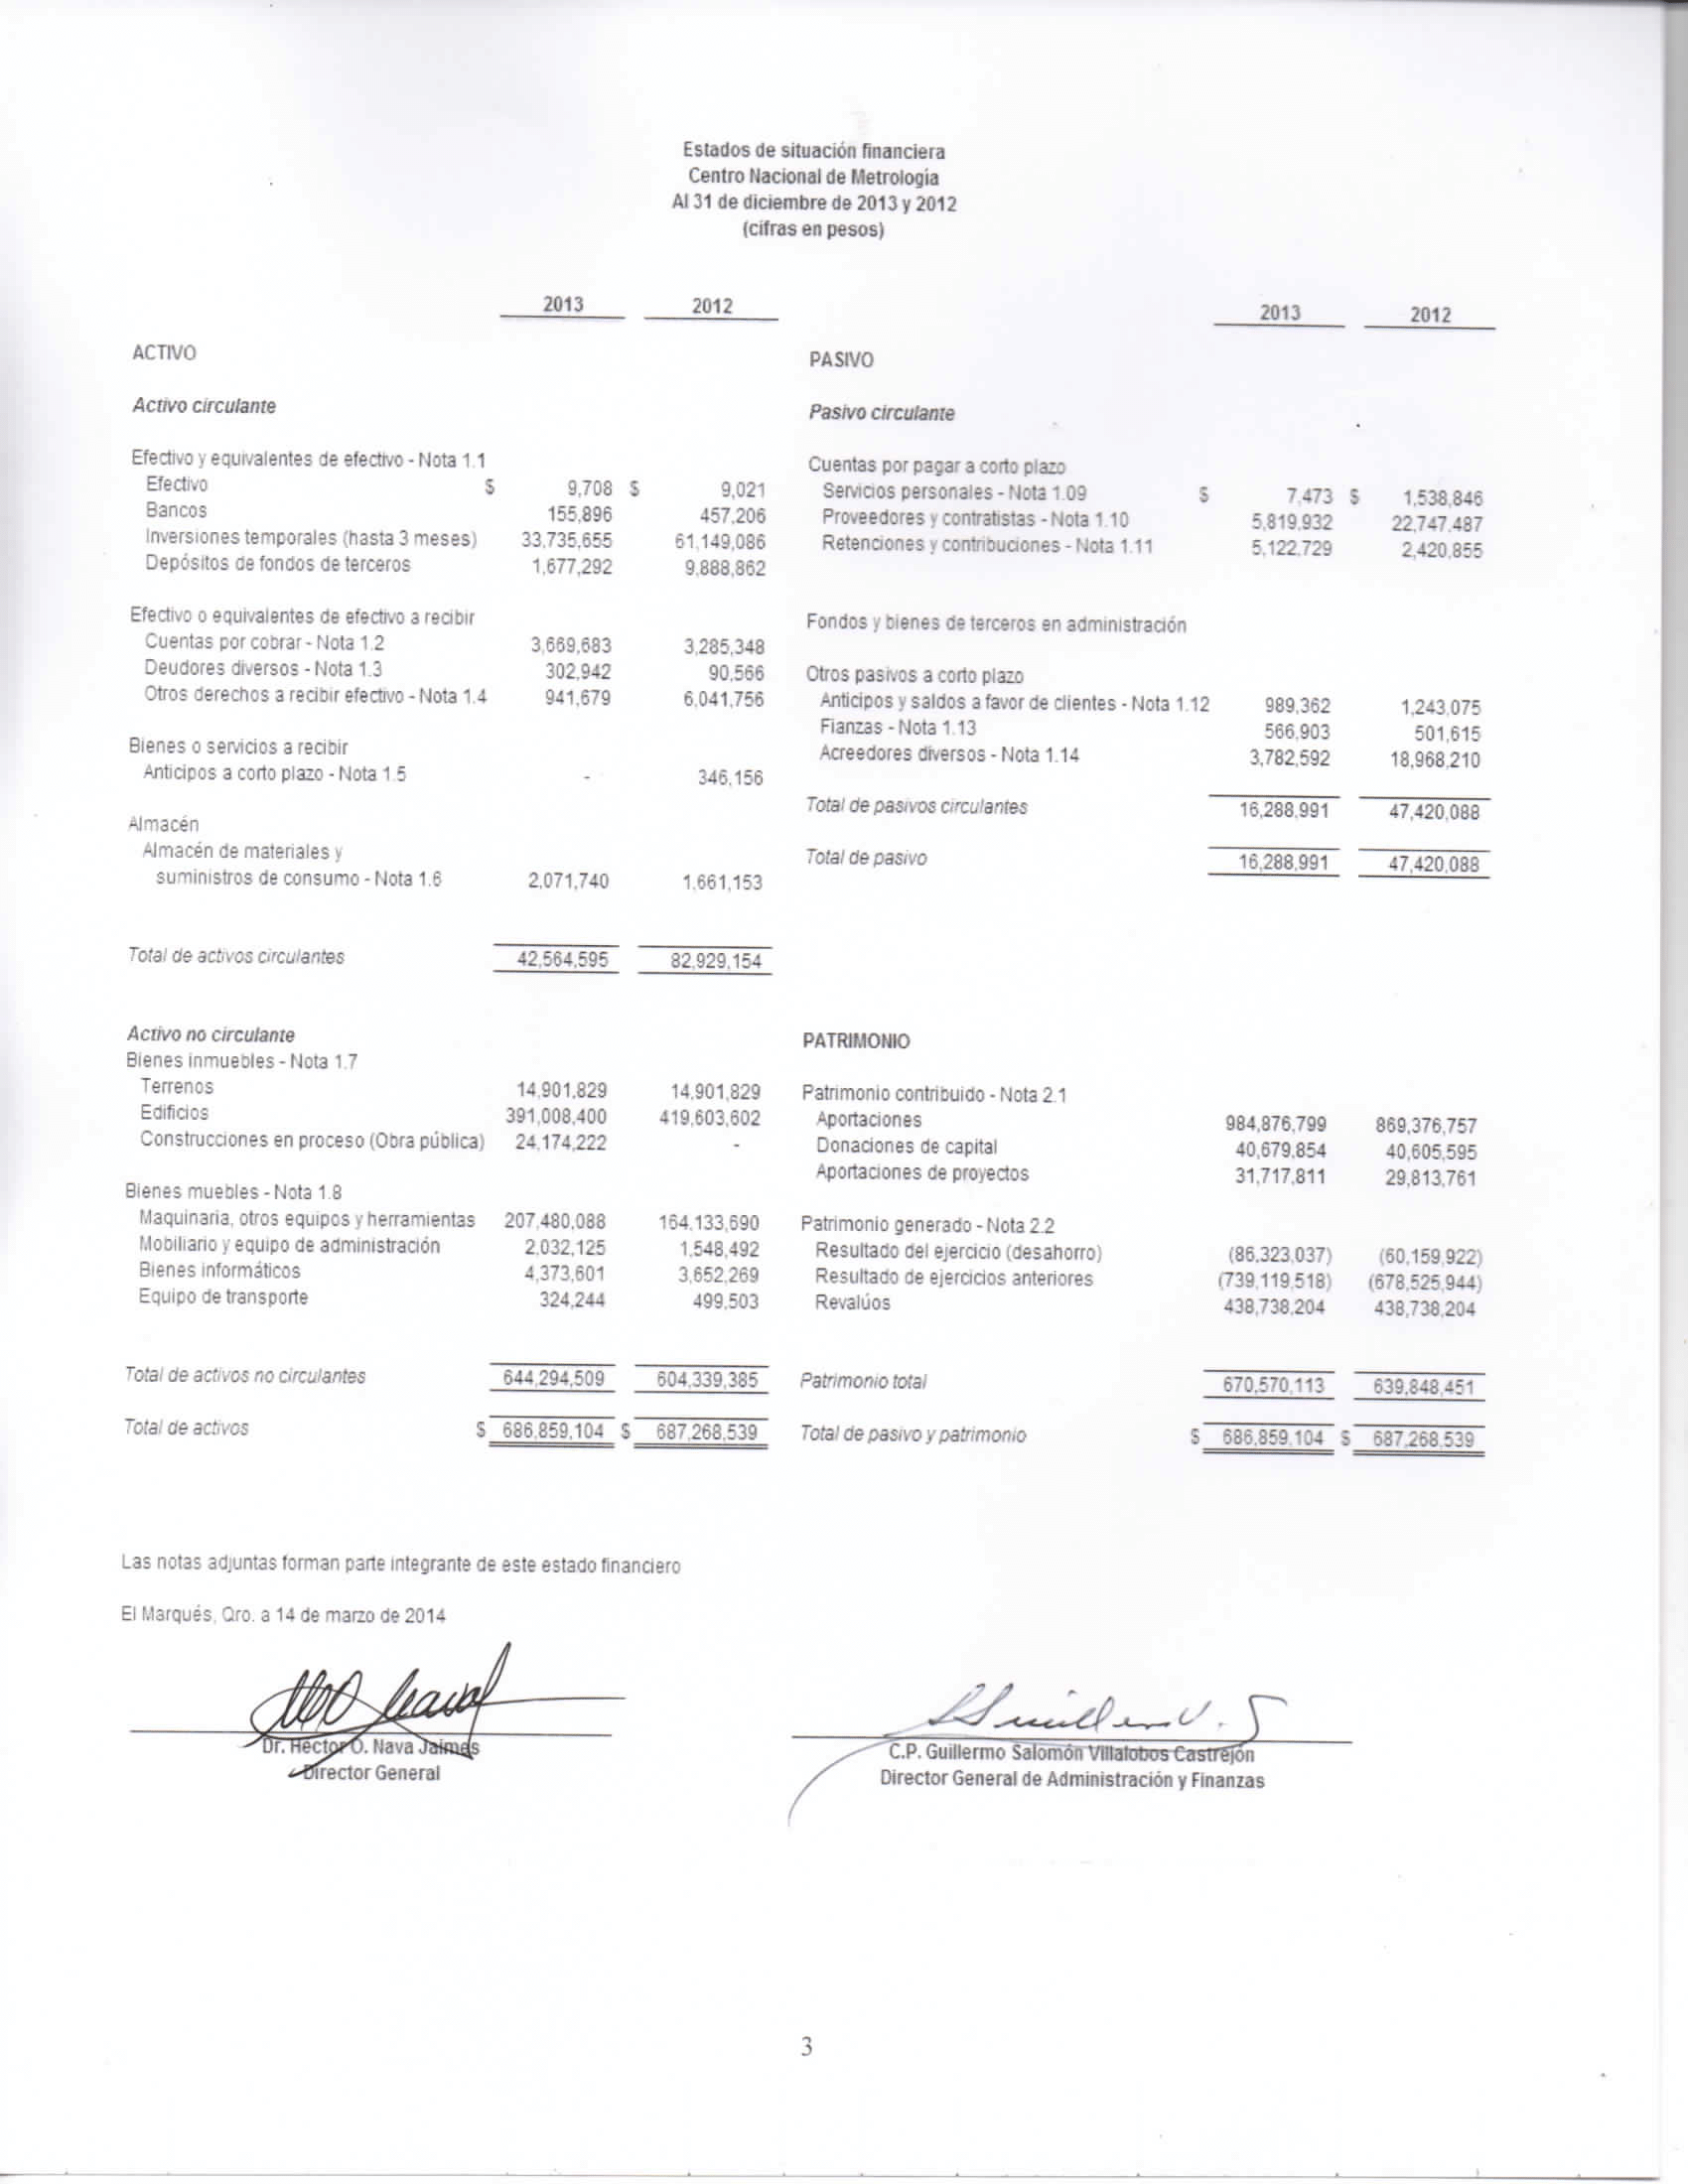 Estados de situación financiera
Centro Nacional de Metrología
Al 31 de diciembre de 2013 y 2012
(cifras en pesos)
2013 2012
ACTIVO
Activo circulante
Efectivo y equivalentes de efectivo - Nota 1.1
Efectivo $ 9,708 $ 9,021
Bancos 155,896 457,206
Inversiones temporales (hasta 3 meses) 33,735,655 61,149,086
Depósitos de fondos de terceros 1,677,292 9,888,862
Efectivo o equivalentes de efectivo a recibir
Cuentas por cobrar - Nota 1.2 3,669,683 3,285,348
Deudores diversos - Nota 1.3 302,942 90,566
Otros derechos a recibir efectivo - Nota 1.4 941,679 6,041,756
Bienes o servicios a recibir
Anticipos a corto plazo - Nota 1.5 - 346,156
Almacén
Almacén de materiales y
suministros de consumo - Nota 1.6 2,071,740 1,661,153
Total de activos circulantes 42,564,595 82,929,154
Activo no circulante
Bienes inmuebles - Nota 1.7
Terrenos 14,901,829 14,901,829
Edificios 391,008,400 419,603,602
Construcciones en proceso (Obra pública) 24,174,222 -
Bienes muebles - Nota 1.8
Maquinaria, otros equipos y herramientas 207,480,088 164,133,690
Mobiliario y equipo de administración 2,032,125 1,548,492
Bienes informáticos 4,373,601 3,652,269
Equipo de transporte 324,244 499,503
Total de activos no circulantes 644,294,509 604,339,385
Total de activos $ 686,859,104 $ 687,268,539
2013 2012
PASIVO
Pasivo circulante
Cuentas por pagar a corto plazo
Servicios personales - Nota 1.09 $ 7,473 $ 1,538,846
Proveedores y contratistas - Nota 1.10 5,819,932 22,747,487
Retenciones y contribuciones - Nota 1.11 5,122,729 2,420,855
Fondos y bienes de terceros en administración
Otros pasivos a corto plazo
Anticipos y saldos a favor de clientes - Nota 1.12 989,362 1,243,075
Fianzas - Nota 1.13 566,903 501,615
Acreedores diversos - Nota 1.14 3,782,592 18,968,210
Total de pasivos circulantes 16,288,991 47,420,088
Total de pasivo 16,288,991 47,420,088
PATRIMONIO
Patrimonio contribuido - Nota 2.1
Aportaciones 984,876,799 869,376,757
Donaciones de capital 40,679,854 40,605,595
Aportaciones de proyectos 31,717,811 29,813,761
Patrimonio generado - Nota 2.2
Resultado del ejercicio (desahorro) (86,323,037) (60,159,922)
Resultado de ejercicios anteriores (739,119,518) (678,525,944)
Revalúos 438,738,204 438,738,204
Patrimonio total 670,570,113 639,848,451
Total de pasivo y patrimonio $ 686,859,104 $ 687,268,539
Las notas adjuntas forman parte integrante de este estado financiero
El Marqués, Qro. a 14 de marzo de 2014
Dr. Héctor O. Nava Jaimes
Director General
C.P. Guillermo Salomón Villalobos Castrejón
Director General de Administración y Finanzas
3